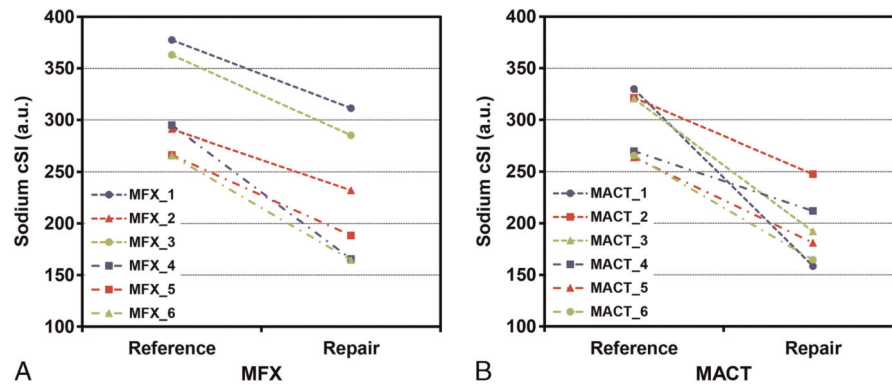 400
350
300
250
200
150
100
Sodium cSI (a.u.)
MFX_1
MFX_2
MFX_3
MFX_4
MFX_5
MFX_6
Reference Repair
MFX
A
400
350
300
250
200
150
100
Sodium cSI (a.u.)
MACT_1
MACT_2
MACT_3
MACT_4
MACT_5
MACT_6
Reference Repair
MACT
B